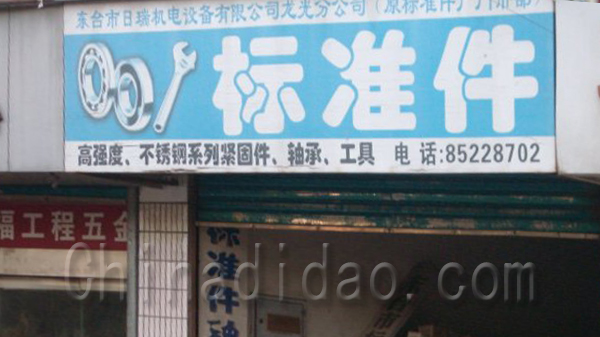 东台市日瑞机电设备有限公司龙光分公司(原标准件厂门市部)
标准件
高强度、不锈钢系列紧固件、轴承、工具 电话:85228702
福工程五金
标准件轴
Chinadidao.com